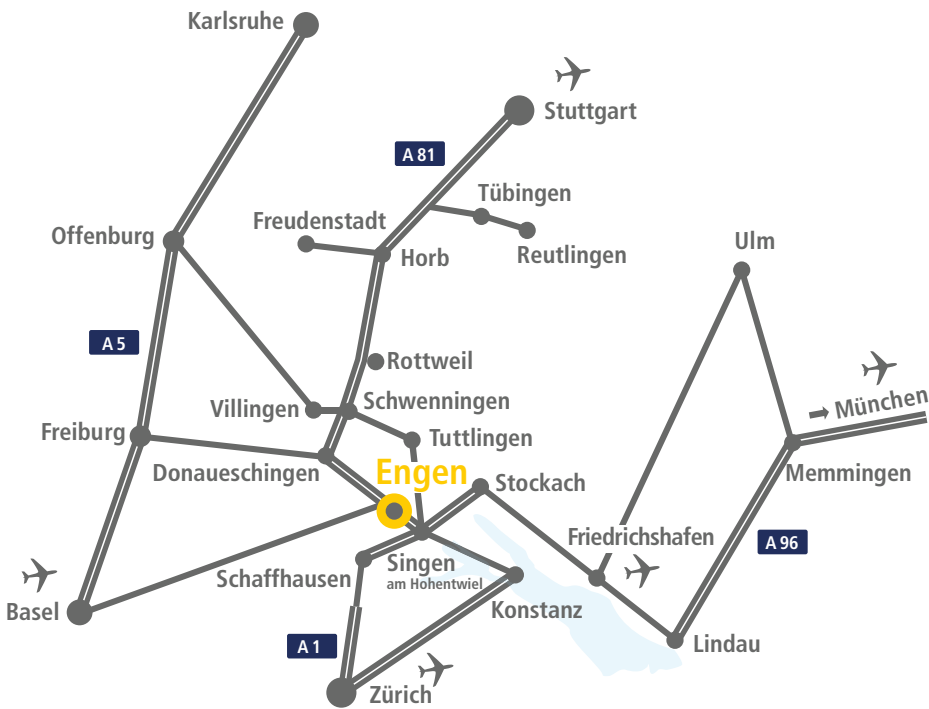 Karlsruhe
Stuttgart
A 81
Tübingen
Freudenstadt
Reutlingen
Offenburg
Horb
Ulm
A 5
Rottweil
Villingen
Schwenningen
München
Freiburg
Tuttlingen
Donaueschingen
Engen
Stockach
Memmingen
Friedrichshafen
A 96
Schaffhausen
Singen
am Hohentwiel
Basel
Konstanz
A 1
Lindau
Zürich